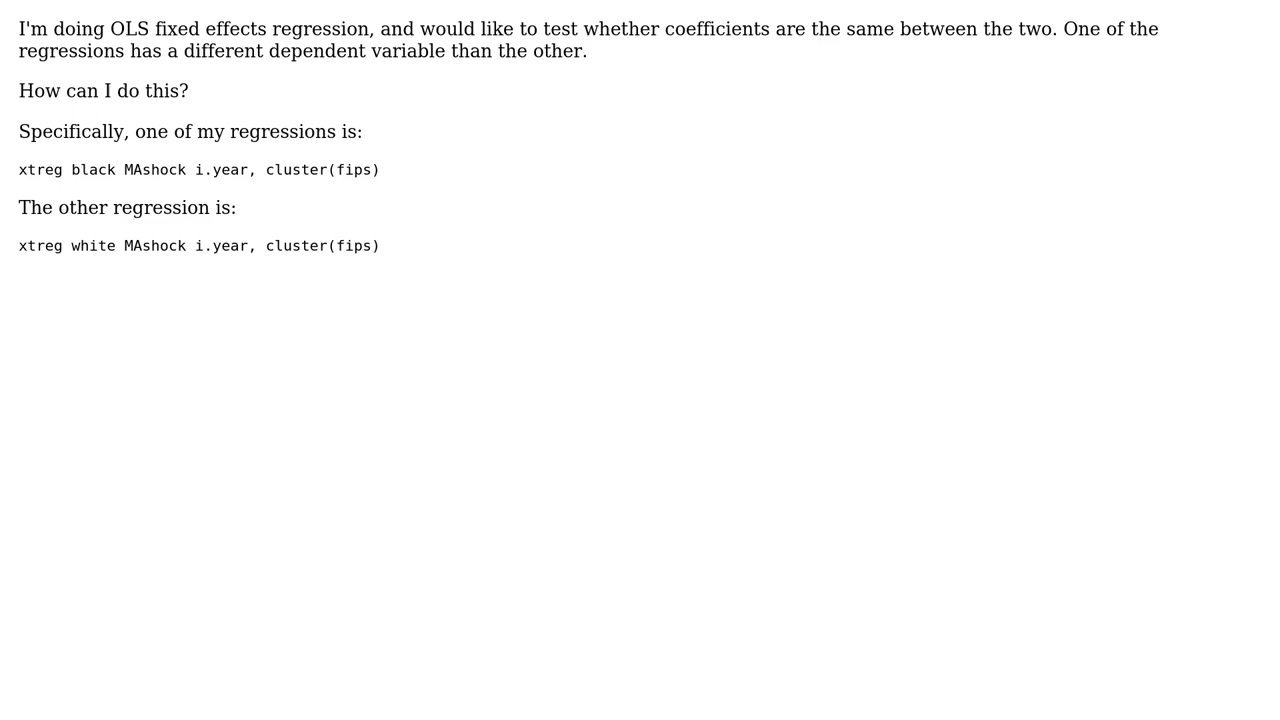 I'm doing OLS fixed effects regression, and would like to test whether coefficients are the same between the two. One of the
regressions has a different dependent variable than the other.
How can I do this?
Specifically, one of my regressions is:
xtreg black MAshock i.year, cluster(fips)
The other regression is:
xtreg white MAshock i.year, cluster(fips)